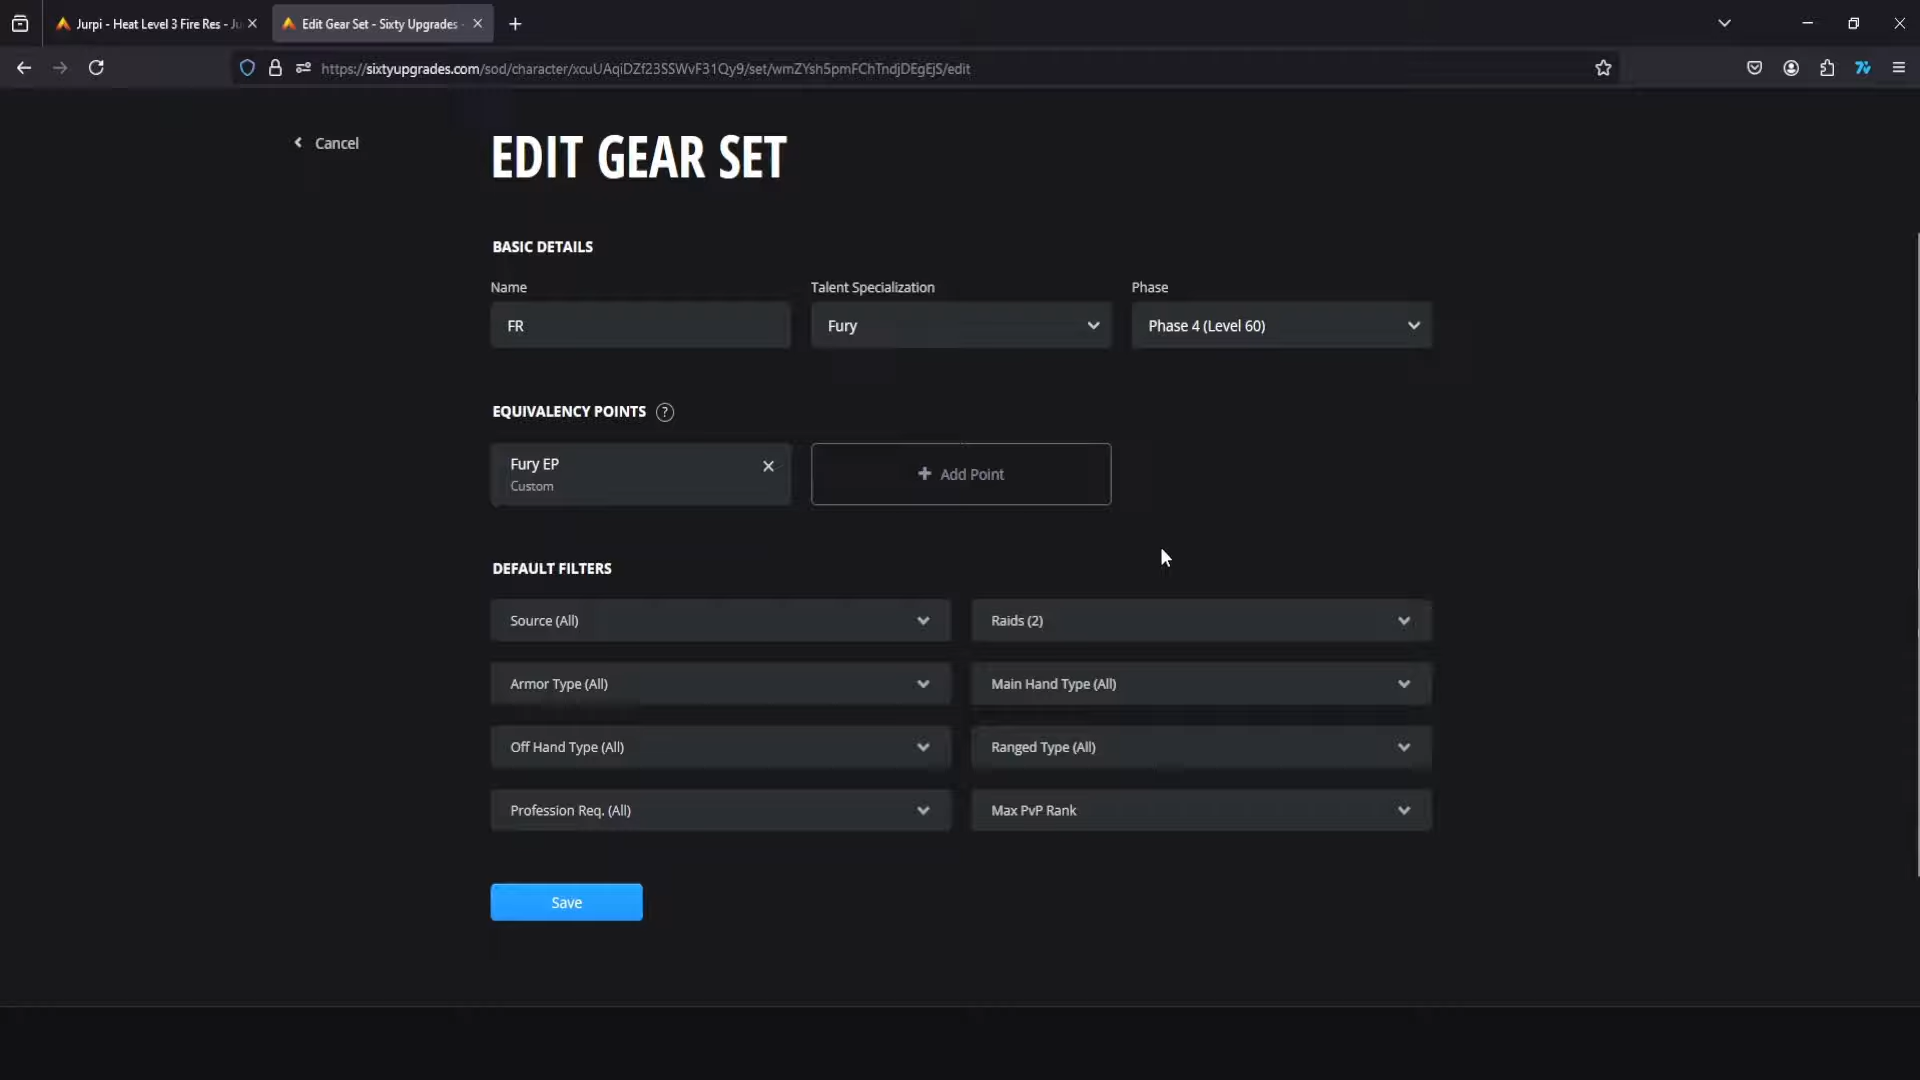 Jurpi - Heat Level 3 Fire Res - Ju
Edit Gear Set - Sixty Upgrades -
https://sixtyupgrades.com/sod/character/xcuUAqiDZf23SSWvF31Qy9/set/wmZYsh5pmFChTndjDEgEjS/edit
Cancel
EDIT GEAR SET
BASIC DETAILS
Name
Talent Specialization
Phase
FR
Fury
Phase 4 (Level 60)
EQUIVALENCY POINTS ?
Fury EP
Custom
+ Add Point
DEFAULT FILTERS
Source (All)
Raids (2)
Armor Type (All)
Main Hand Type (All)
Off Hand Type (All)
Ranged Type (All)
Profession Req. (All)
Max PvP Rank
Save